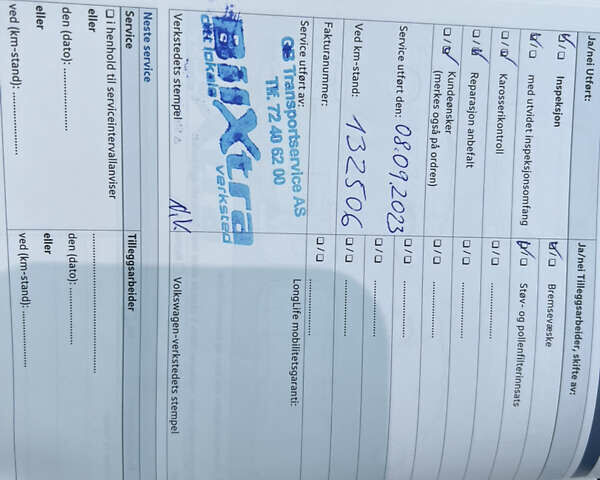 Ja/nei Utført:
Inspeksjon
med utvidet inspeksjonsomfang
Karosserikontroll
Reparasjon anbefalt
Kundeønsker
(merkes også på ordren)
Service utført den: 08.09.2023
Ved km-stand: 132506
Fakturanummer:
Service utført av:
GB Transportservice AS
Tlf. 72 40 62 00
BilXtra
verksted
ditt lokale
N.V.
Verkstedets stempel
Ja/nei Tilleggsarbeider, skifte av:
Bremsevæske
Støv- og pollenfilterinnsats
LongLife mobilitetsgaranti:
Volkswagen-verkstedets stempel
Neste service
Service
i henhold til serviceintervallanviser
eller
den (dato): ..................
eller
ved (km-stand): ..................
Tilleggsarbeider
den (dato): ..................
eller
ved (km-stand): ..................